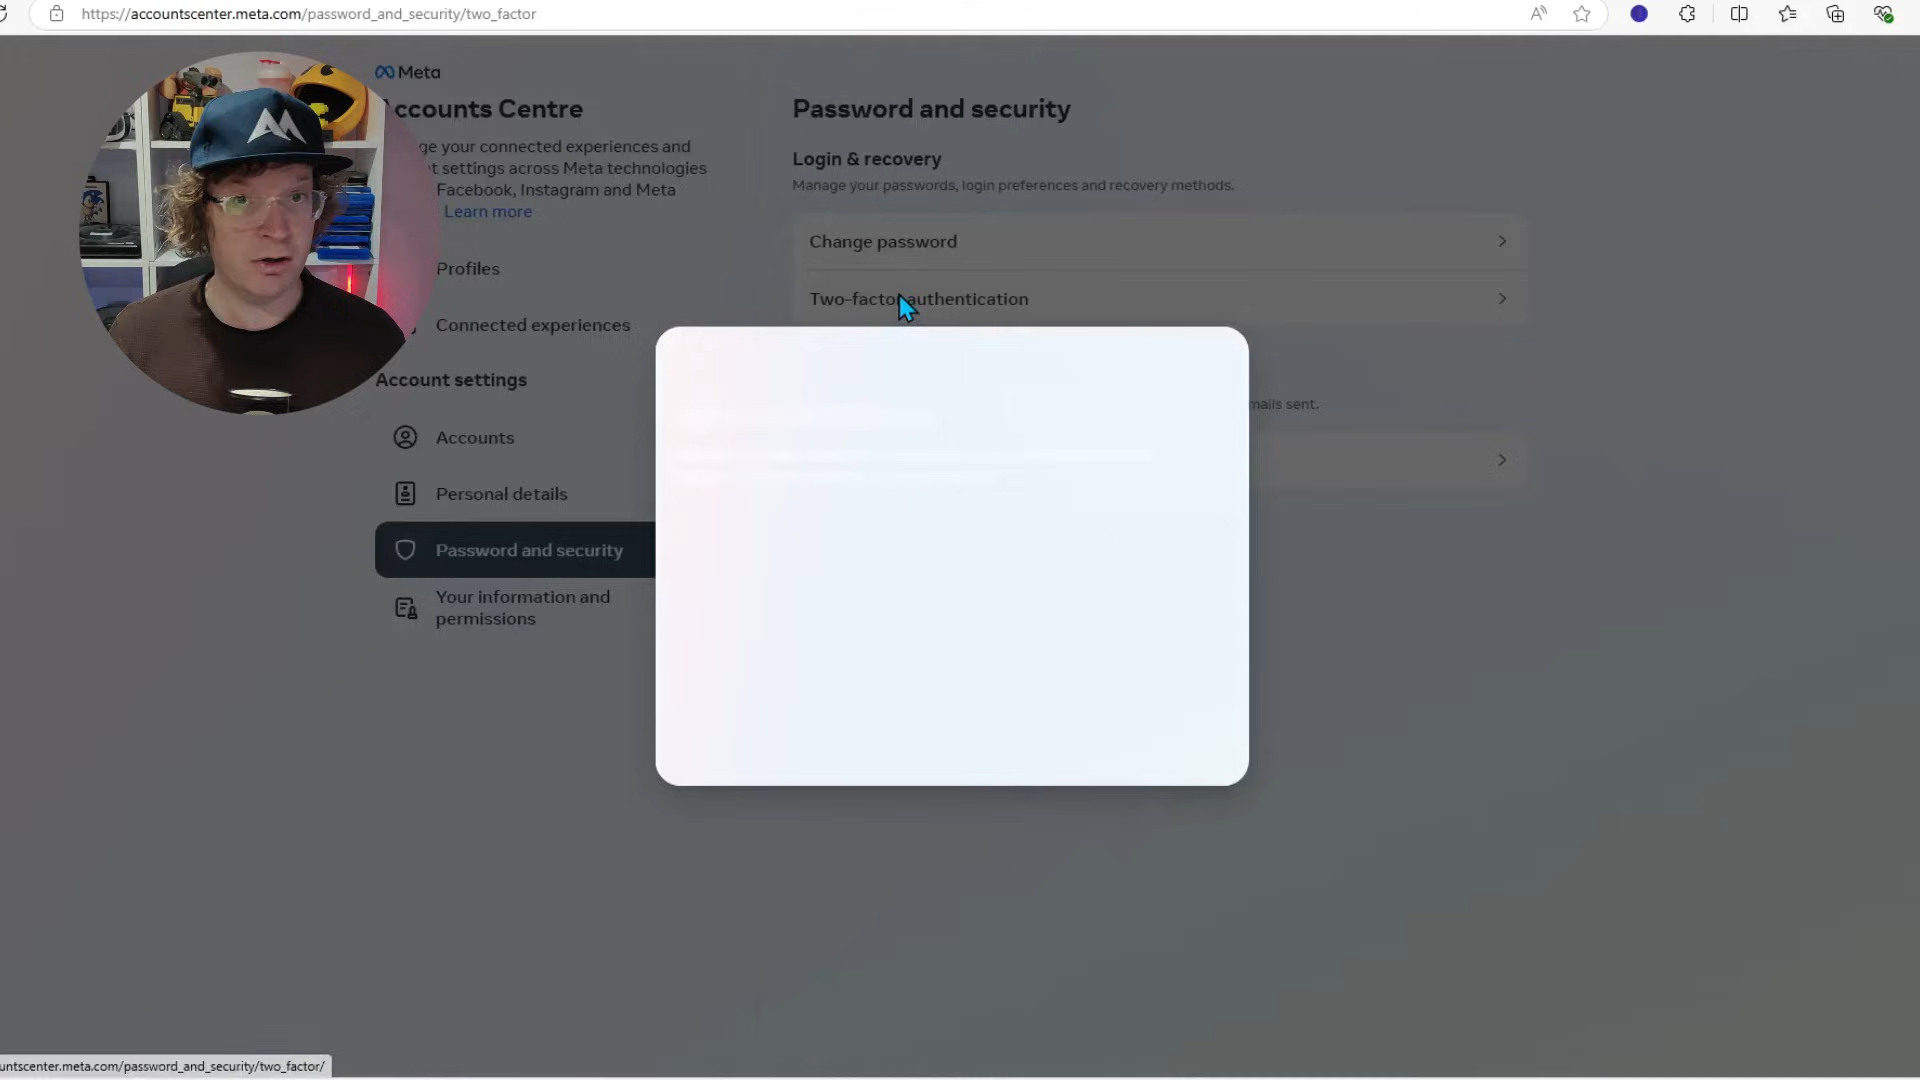 https://accountscenter.meta.com/password_and_security/two_factor
Meta
ccounts Centre
ge your connected experiences and
t settings across Meta technologies
Facebook, Instagram and Meta
Learn more
Profiles
Connected experiences
Account settings
Accounts
Personal details
Password and security
Your information and
permissions
Password and security
Login & recovery
Manage your passwords, login preferences and recovery methods.
Change password
Two-factor authentication
mails sent.
untscenter.meta.com/password_and_security/two_factor/